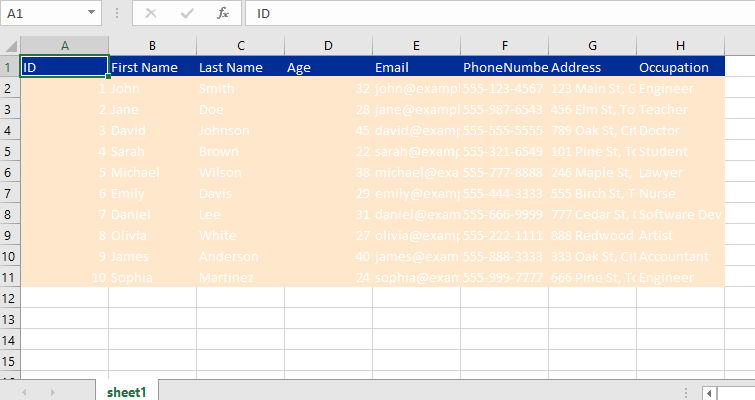 A1 fx ID
A B C D E F G H
1 ID First Name Last Name Age Email PhoneNumbe Address Occupation
2 1 John Smith 32 john@exampl 555-123-4567 123 Main St, C Engineer
3 2 Jane Doe 28 jane@exampl 555-987-6543 456 Elm St, To Teacher
4 3 David Johnson 45 david@examp 555-555-5555 789 Oak St, Cit Doctor
5 4 Sarah Brown 22 sarah@examp 555-321-6549 101 Pine St, To Student
6 5 Michael Wilson 38 michael@exa 555-777-8888 246 Maple St, Lawyer
7 6 Emily Davis 29 emily@examp 555-444-3333 555 Birch St, T Nurse
8 7 Daniel Lee 31 daniel@exam 555-666-9999 777 Cedar St, Software Dev
9 8 Olivia White 27 olivia@examp 555-222-1111 888 Redwood Artist
10 9 James Anderson 40 james@exam 555-888-3333 333 Oak St, Cit Accountant
11 10 Sophia Martinez 24 sophia@exam 555-999-7777 666 Pine St, To Engineer
12
13
14
15
sheet1